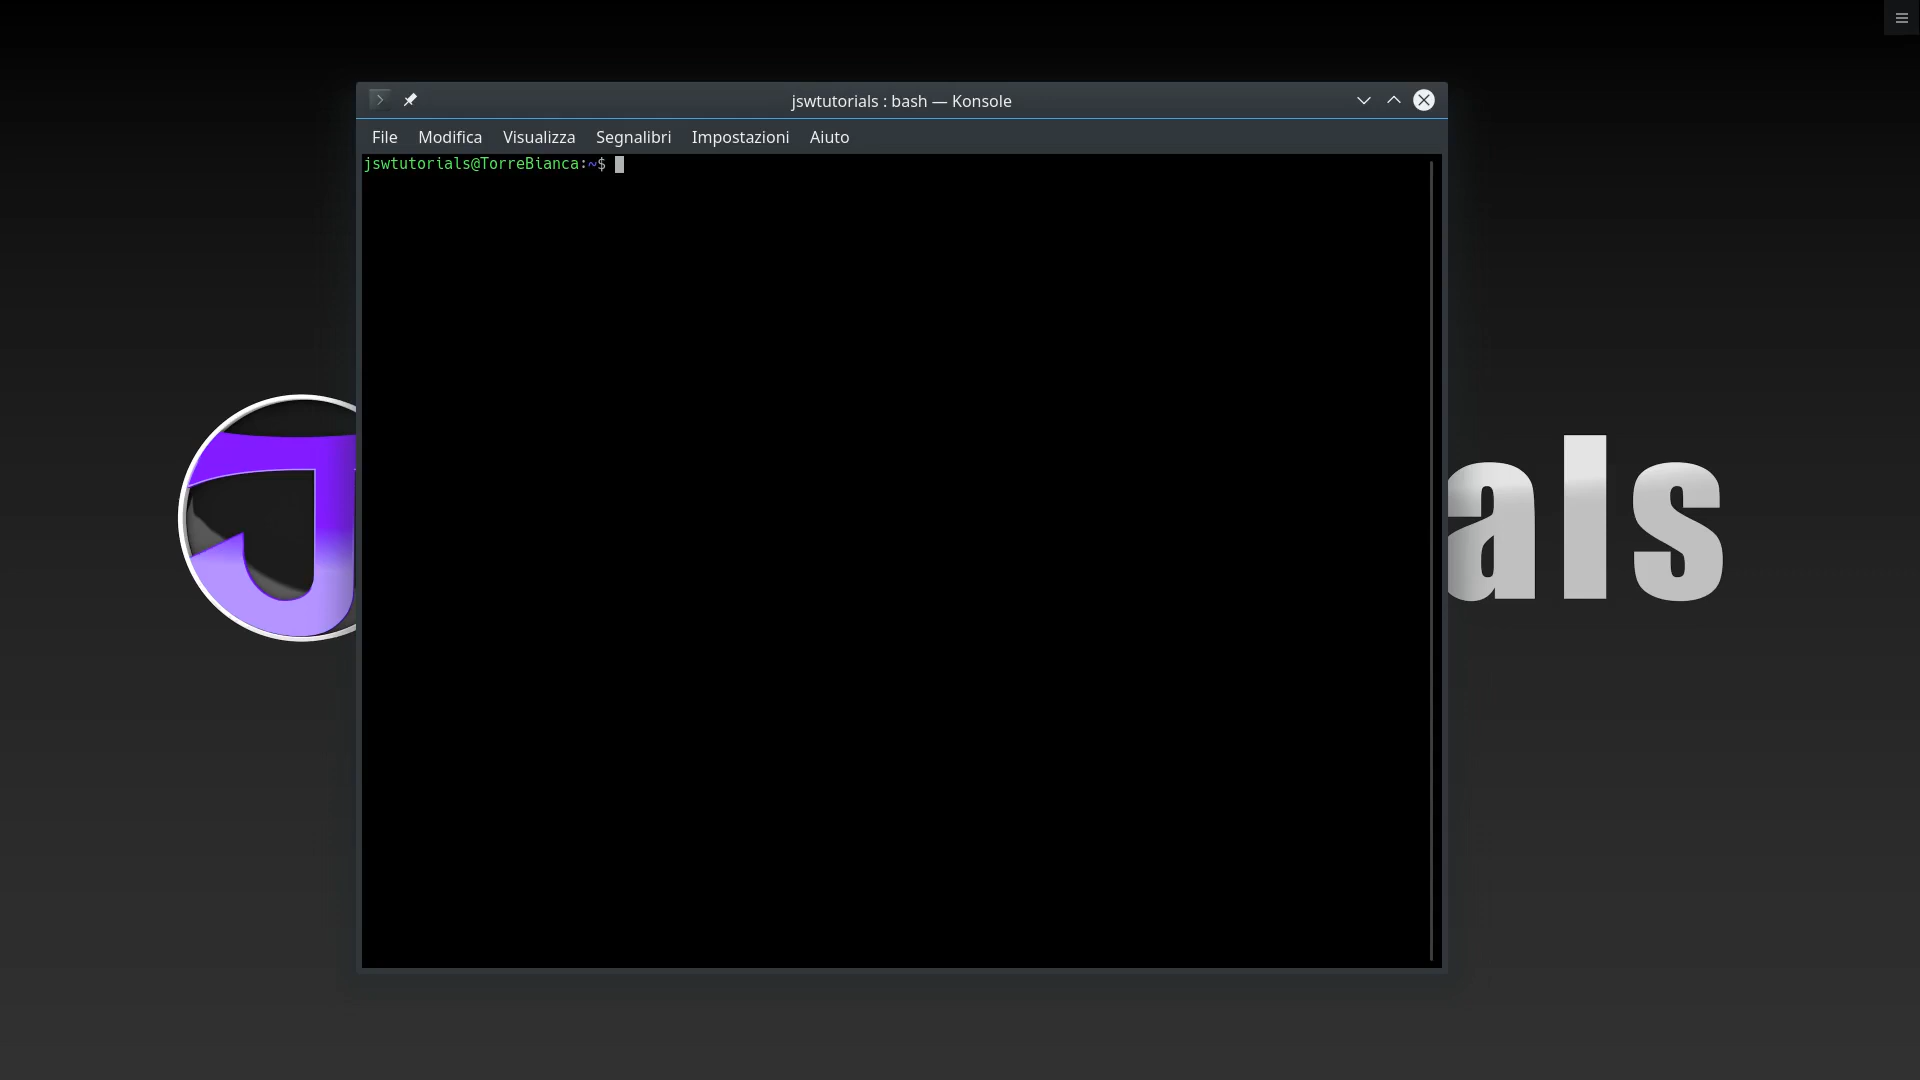 jswtutorials : bash — Konsole
File Modifica Visualizza Segnalibri Impostazioni Aiuto
jswtutorials@TorreBianca:~$
J als